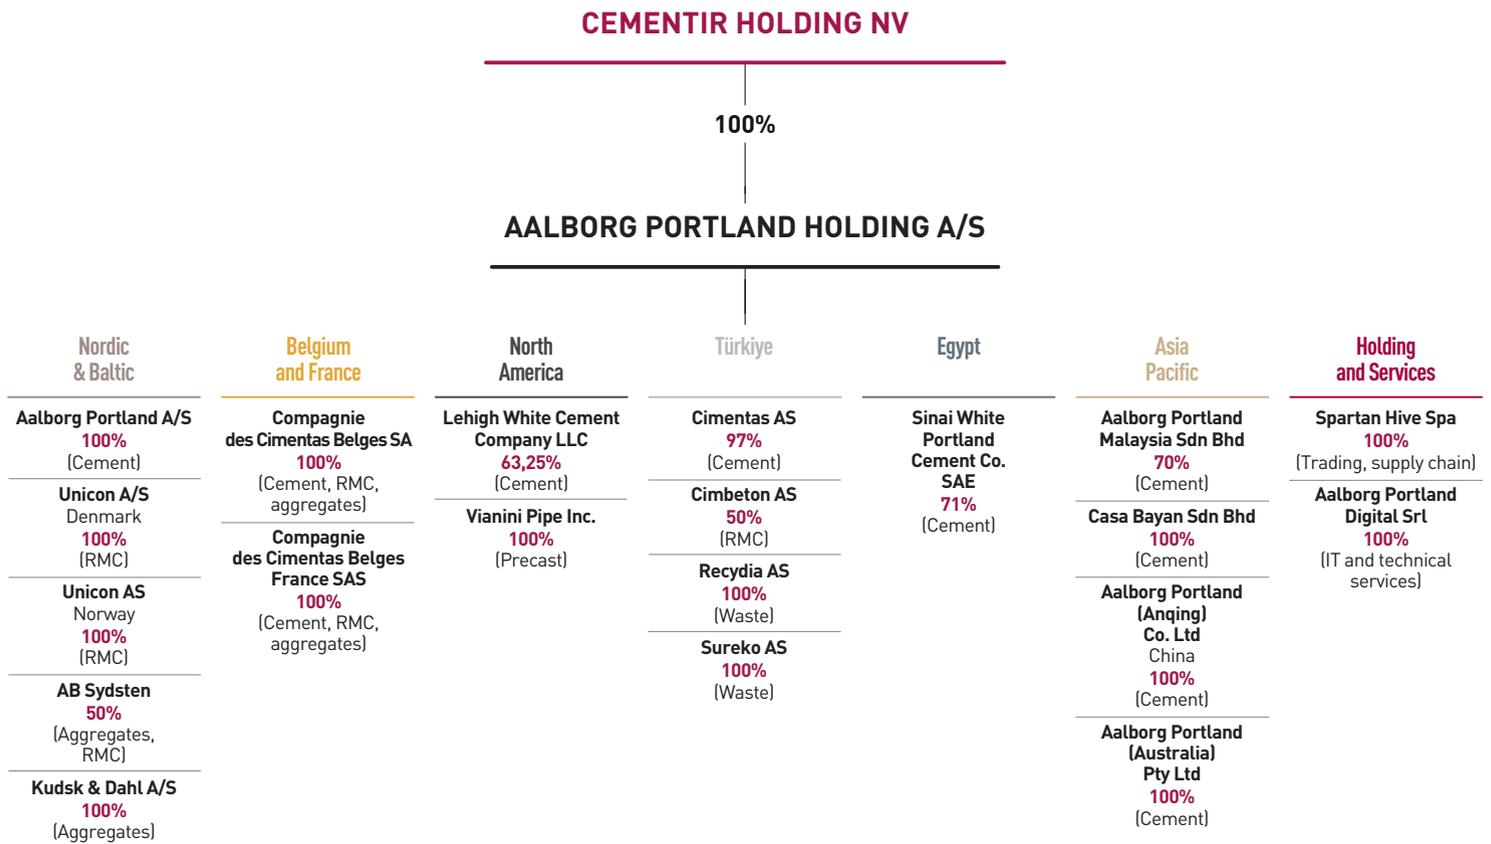 CEMENTIR HOLDING NV
100%
AALBORG PORTLAND HOLDING A/S
Nordic
& Baltic
Aalborg Portland A/S
100%
(Cement)
Unicon A/S
Denmark
100%
(RMC)
Unicon AS
Norway
100%
(RMC)
AB Sydsten
50%
(Aggregates,
RMC)
Kudsk & Dahl A/S
100%
(Aggregates)
Belgium
and France
Compagnie
des Cimentas Belges SA
100%
(Cement, RMC,
aggregates)
Compagnie
des Cimentas Belges
France SAS
100%
(Cement, RMC,
aggregates)
North
America
Lehigh White Cement
Company LLC
63,25%
(Cement)
Vianini Pipe Inc.
100%
(Precast)
Türkiye
Cimentas AS
97%
(Cement)
Cimbeton AS
50%
(RMC)
Recydia AS
100%
(Waste)
Sureko AS
100%
(Waste)
Egypt
Sinai White
Portland
Cement Co.
SAE
71%
(Cement)
Asia
Pacific
Aalborg Portland
Malaysia Sdn Bhd
70%
(Cement)
Casa Bayan Sdn Bhd
100%
(Cement)
Aalborg Portland
(Anqing)
Co. Ltd
China
100%
(Cement)
Aalborg Portland
(Australia)
Pty Ltd
100%
(Cement)
Holding
and Services
Spartan Hive Spa
100%
(Trading, supply chain)
Aalborg Portland
Digital Srl
100%
(IT and technical
services)